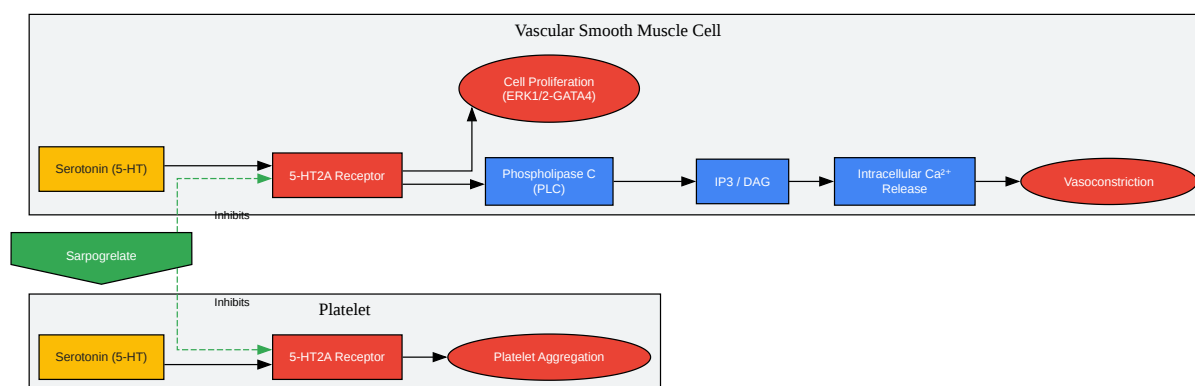 Vascular Smooth Muscle Cell
Cell Proliferation
(ERK1/2-GATA4)
Serotonin (5-HT)
5-HT2A Receptor
Phospholipase C
(PLC)
IP3 / DAG
Intracellular Ca²⁺
Release
Vasoconstriction
Inhibits
Sarpogrelate
Inhibits
Platelet
Serotonin (5-HT)
5-HT2A Receptor
Platelet Aggregation